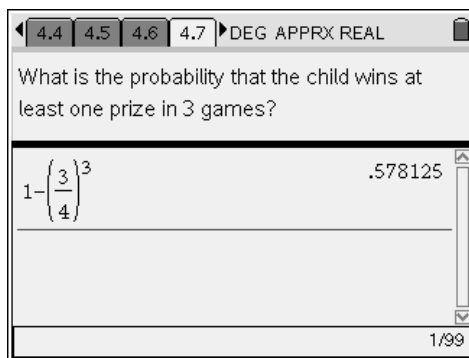 4.4 4.5 4.6 4.7 DEG APPRX REAL
What is the probability that the child wins at
least one prize in 3 games?
1-(3/4)^3 .578125
1/99